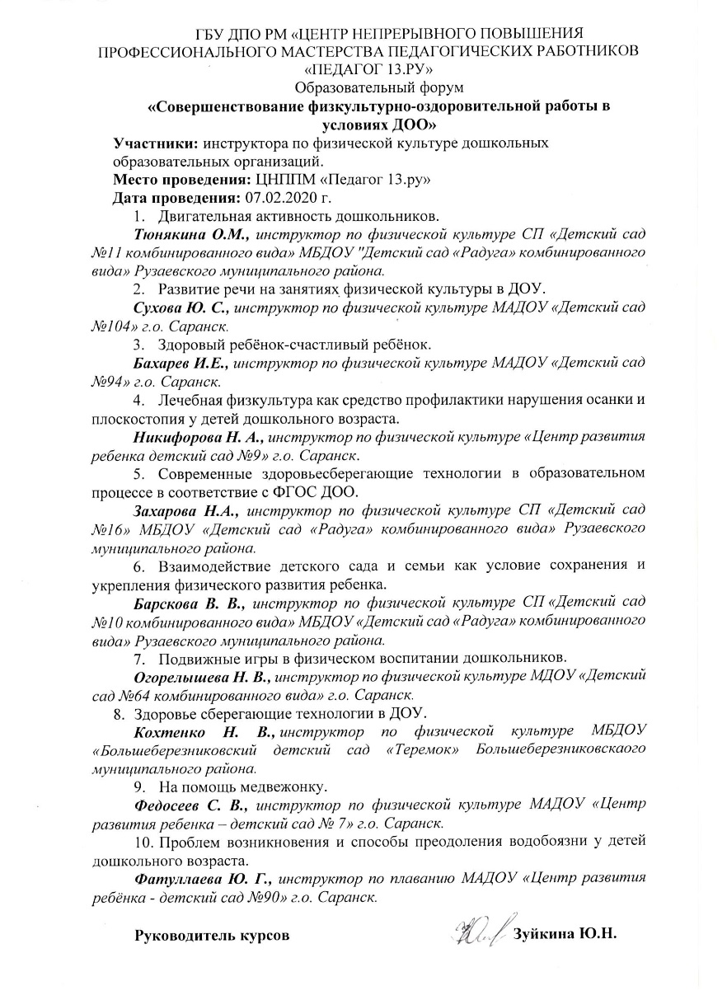 ГБУ ДПО РМ «ЦЕНТР НЕПРЕРЫВНОГО ПОВЫШЕНИЯ
ПРОФЕССИОНАЛЬНОГО МАСТЕРСТВА ПЕДАГОГИЧЕСКИХ РАБОТНИКОВ
«ПЕДАГОГ 13.РУ»
Образовательный форум
«Совершенствование физкультурно-оздоровительной работы в
условиях ДОО»
Участники: инструктора по физической культуре дошкольных
образовательных организаций.
Место проведения: ЦНППМ «Педагог 13.ру»
Дата проведения: 07.02.2020 г.
1. Двигательная активность дошкольников.
Тюнякина О.М., инструктор по физической культуре СП «Детский сад
№11 комбинированного вида» МБДОУ "Детский сад «Радуга» комбинированного
вида» Рузаевского муниципального района.
2. Развитие речи на занятиях физической культуры в ДОУ.
Сухова Ю. С., инструктор по физической культуре МАДОУ «Детский сад
№104» г.о. Саранск.
3. Здоровый ребёнок-счастливый ребёнок.
Бахарев И.Е., инструктор по физической культуре МАДОУ «Детский сад
№94» г.о. Саранск.
4. Лечебная физкультура как средство профилактики нарушения осанки и
плоскостопия у детей дошкольного возраста.
Никифорова Н. А., инструктор по физической культуре «Центр развития
ребенка детский сад №9» г.о. Саранск.
5. Современные здоровьесберегающие технологии в образовательном
процессе в соответствие с ФГОС ДОО.
Захарова Н.А., инструктор по физической культуре СП «Детский сад
№16» МБДОУ «Детский сад «Радуга» комбинированного вида» Рузаевского
муниципального района.
6. Взаимодействие детского сада и семьи как условие сохранения и
укрепления физического развития ребенка.
Барскова В. В., инструктор по физической культуре СП «Детский сад
№10 комбинированного вида» МБДОУ «Детский сад «Радуга» комбинированного
вида» Рузаевского муниципального района.
7. Подвижные игры в физическом воспитании дошкольников.
Огорелышева Н. В., инструктор по физической культуре МДОУ «Детский
сад №64 комбинированного вида» г.о. Саранск.
8. Здоровье сберегающие технологии в ДОУ.
Кохтенко Н. В., инструктор по физической культуре МБДОУ
«Большеберезниковский детский сад «Теремок» Большеберезниковскаого
муниципального района.
9. На помощь медвежонку.
Федосеев С. В., инструктор по физической культуре МАДОУ «Центр
развития ребенка – детский сад № 7» г.о. Саранск.
10. Проблем возникновения и способы преодоления водобоязни у детей
дошкольного возраста.
Фатуллаева Ю. Г., инструктор по плаванию МАДОУ «Центр развития
ребёнка - детский сад №90» г.о. Саранск.
Руководитель курсов Зуйкина Ю.Н.